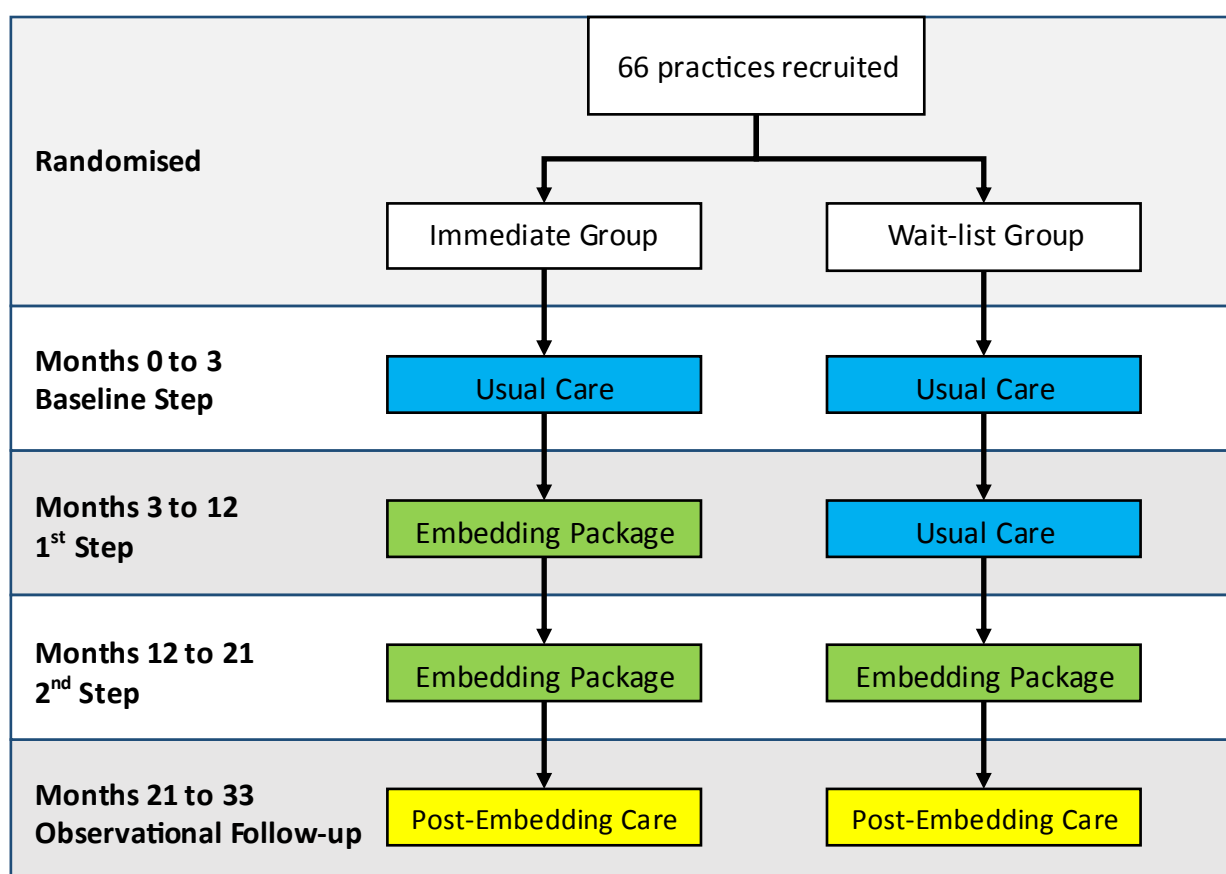 66 practices recruited
Randomised
Immediate Group
Wait-list Group
Months 0 to 3
Baseline Step
Usual Care
Usual Care
Months 3 to 12
1st Step
Embedding Package
Usual Care
Months 12 to 21
2nd Step
Embedding Package
Embedding Package
Months 21 to 33
Observational Follow-up
Post-Embedding Care
Post-Embedding Care